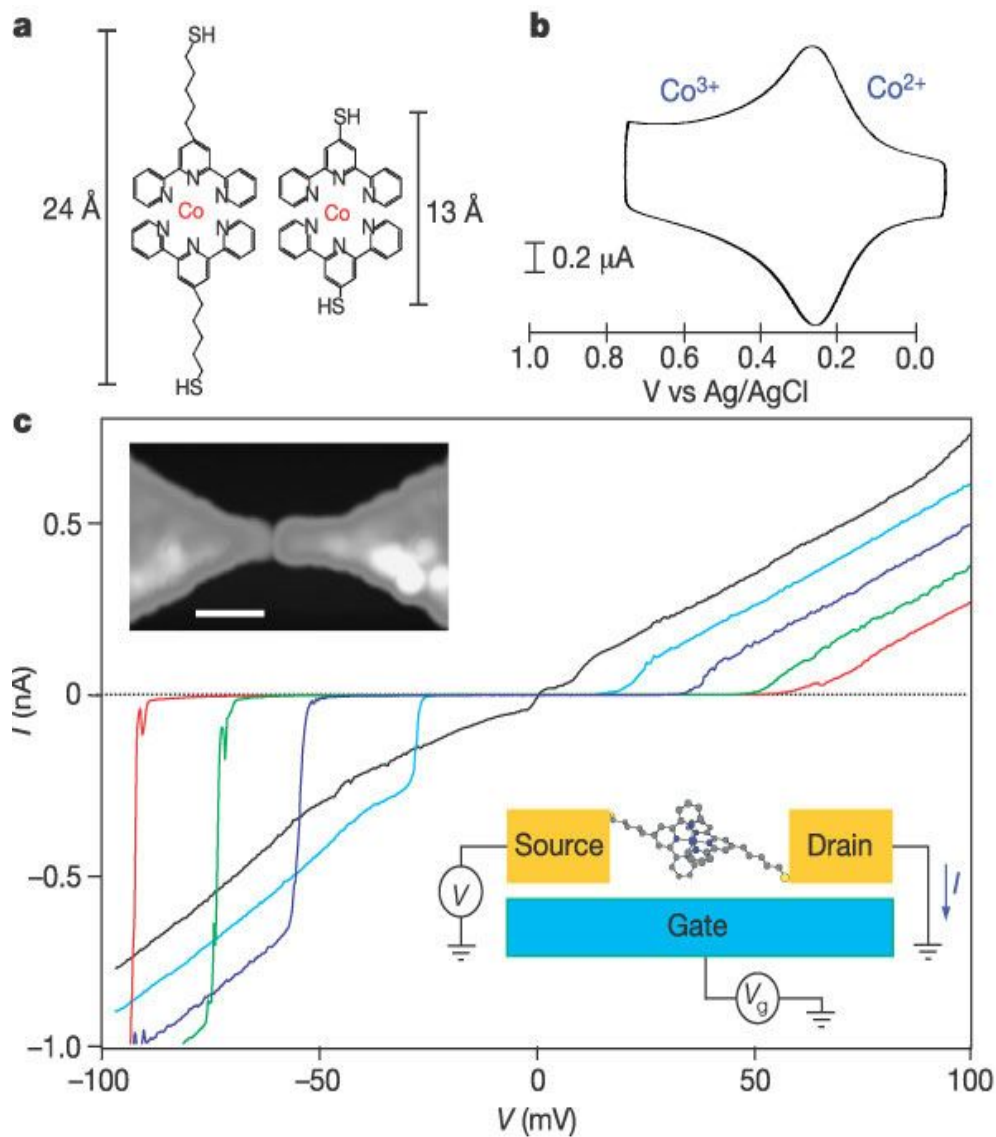 a
SH
N N N
Co
N N N
HS
24 Å
SH
N N N
Co
N N N
HS
13 Å
b
Co³⁺
Co²⁺
0.2 μA
1.0 0.8 0.6 0.4 0.2 0.0
V vs Ag/AgCl
c
0.5
0
−0.5
−1.0
I (nA)
Source
Drain
V
I
Gate
Vg
−100 −50 0 50 100
V (mV)